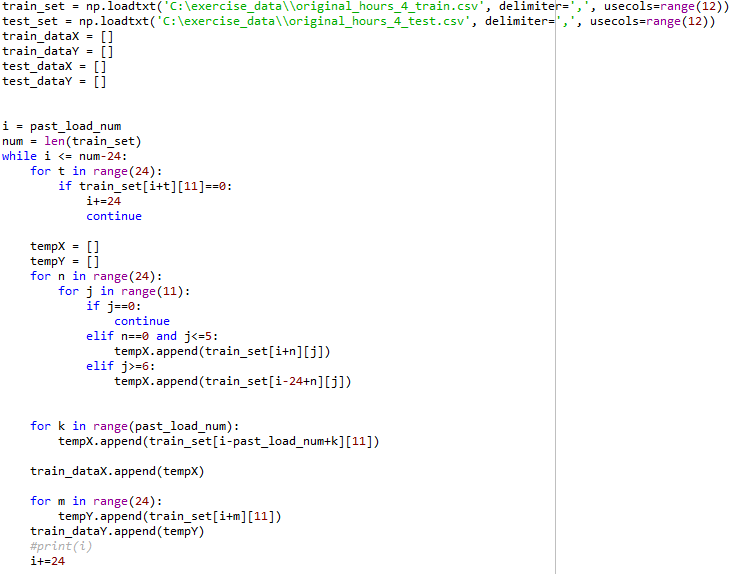 train_set = np.loadtxt('C:\exercise_data\\original_hours_4_train.csv', delimiter=',', usecols=range(12))
test_set = np.loadtxt('C:\exercise_data\\original_hours_4_test.csv', delimiter=',', usecols=range(12))
train_dataX = []
train_dataY = []
test_dataX = []
test_dataY = []
i = past_load_num
num = len(train_set)
while i <= num-24:
    for t in range(24):
        if train_set[i+t][11]==0:
            i+=24
            continue
    tempX = []
    tempY = []
    for n in range(24):
        for j in range(11):
            if j==0:
                continue
            elif n==0 and j<=5:
                tempX.append(train_set[i+n][j])
            elif j>=6:
                tempX.append(train_set[i-24+n][j])
    for k in range(past_load_num):
        tempX.append(train_set[i-past_load_num+k][11])
    train_dataX.append(tempX)
    for m in range(24):
        tempY.append(train_set[i+m][11])
    train_dataY.append(tempY)
    #print(i)
    i+=24